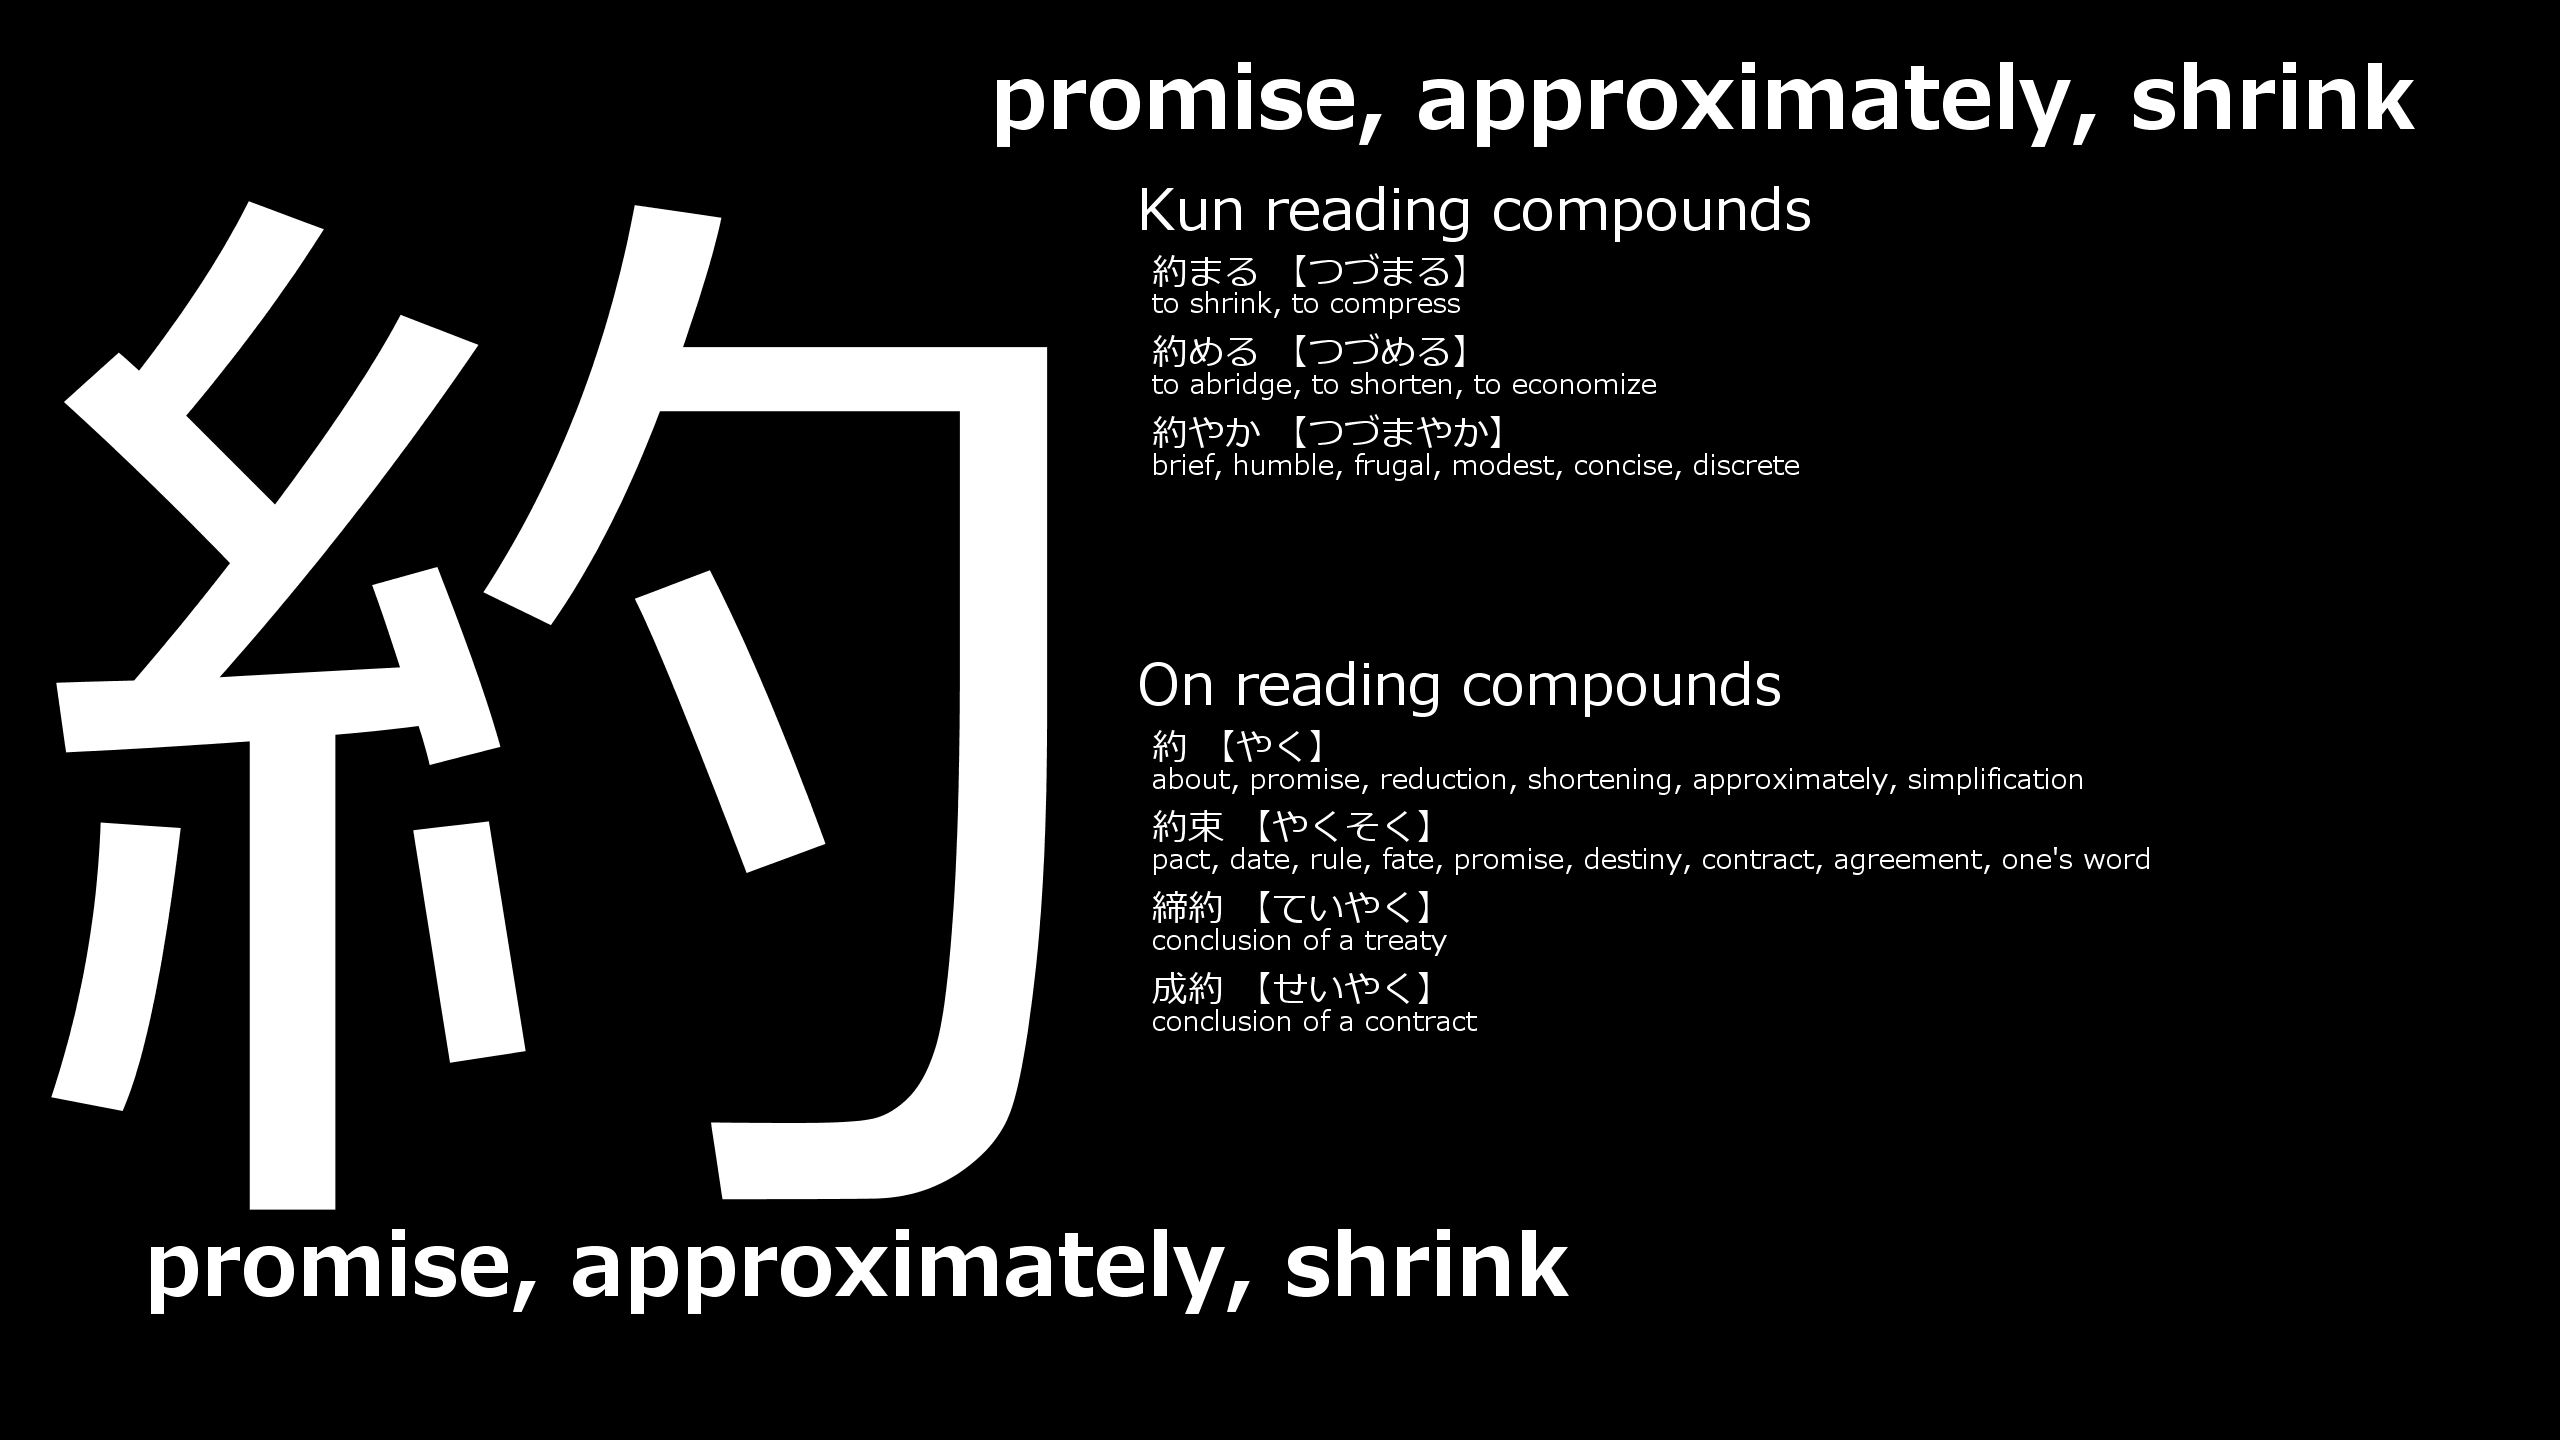 promise, approximately, shrink
約
Kun reading compounds
約まる 【つづまる】
to shrink, to compress
約める 【つづめる】
to abridge, to shorten, to economize
約やか 【つづまやか】
brief, humble, frugal, modest, concise, discrete
On reading compounds
約 【やく】
about, promise, reduction, shortening, approximately, simplification
約束 【やくそく】
pact, date, rule, fate, promise, destiny, contract, agreement, one's word
締約 【ていやく】
conclusion of a treaty
成約 【せいやく】
conclusion of a contract
promise, approximately, shrink